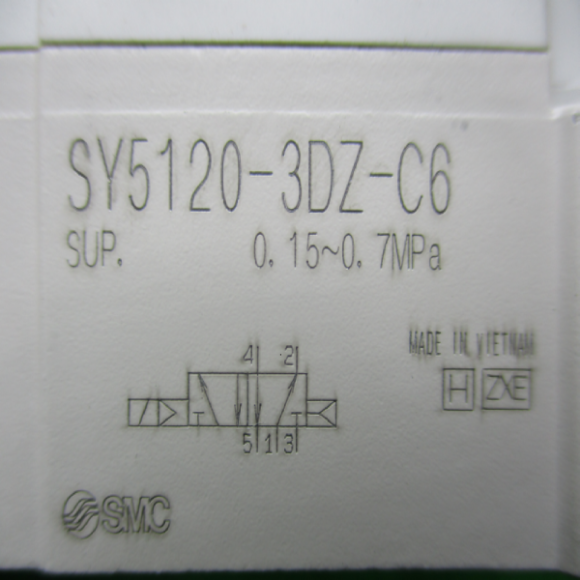 SY5120-3DZ-C6
SUP. 0.15~0.7MPa
MADE IN VIETNAM
H ZXE
4 2
5 1 3
SMC